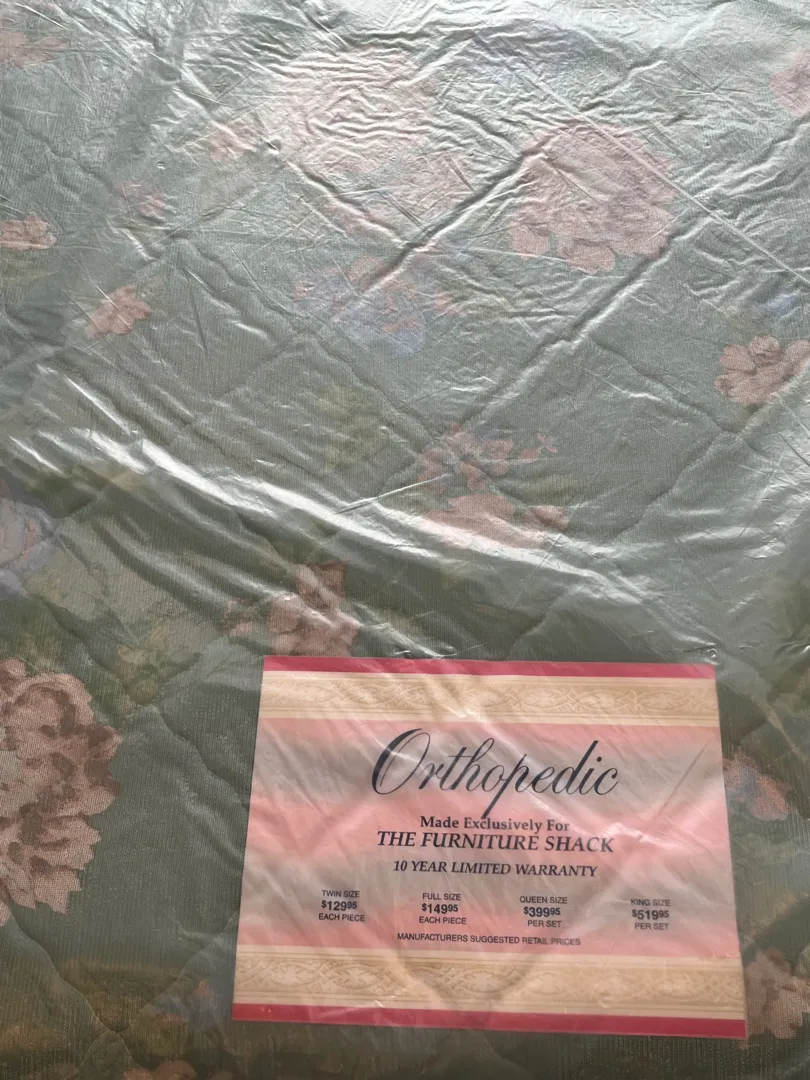 Orthopedic
Made Exclusively For
THE FURNITURE SHACK
10 YEAR LIMITED WARRANTY
TWIN SIZE FULL SIZE QUEEN SIZE KING SIZE
$12995 $14995 $39995 $51995
EACH PIECE EACH PIECE PER SET PER SET
MANUFACTURERS SUGGESTED RETAIL PRICES